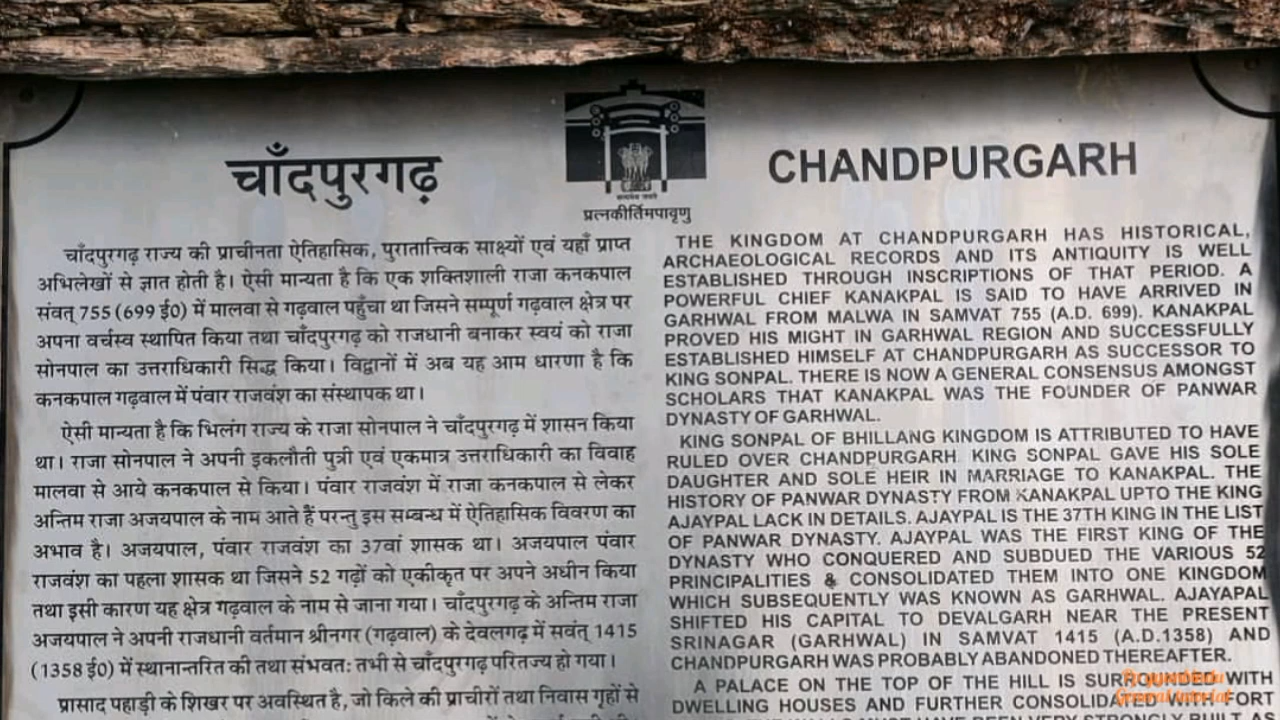 चाँदपुरगढ़
सत्यमेव जयते
प्रत्नकीर्तिमपावृणु
CHANDPURGARH
चाँदपुरगढ़ राज्य की प्राचीनता ऐतिहासिक, पुरातात्त्विक साक्ष्यों एवं यहाँ प्राप्त
अभिलेखों से ज्ञात होती है। ऐसी मान्यता है कि एक शक्तिशाली राजा कनकपाल
संवत् 755 (699 ई0) में मालवा से गढ़वाल पहुँचा था जिसने सम्पूर्ण गढ़वाल क्षेत्र पर
अपना वर्चस्व स्थापित किया तथा चाँदपुरगढ़ को राजधानी बनाकर स्वयं को राजा
सोनपाल का उत्तराधिकारी सिद्ध किया। विद्वानों में अब यह आम धारणा है कि
कनकपाल गढ़वाल में पंवार राजवंश का संस्थापक था।
ऐसी मान्यता है कि भिलंग राज्य के राजा सोनपाल ने चाँदपुरगढ़ में शासन किया
था। राजा सोनपाल ने अपनी इकलौती पुत्री एवं एकमात्र उत्तराधिकारी का विवाह
मालवा से आये कनकपाल से किया। पंवार राजवंश में राजा कनकपाल से लेकर
अन्तिम राजा अजयपाल के नाम आते हैं परन्तु इस सम्बन्ध में ऐतिहासिक विवरण का
अभाव है। अजयपाल, पंवार राजवंश का 37वां शासक था। अजयपाल पंवार
राजवंश का पहला शासक था जिसने 52 गढ़ों को एकीकृत पर अपने अधीन किया
तथा इसी कारण यह क्षेत्र गढ़वाल के नाम से जाना गया। चाँदपुरगढ़ के अन्तिम राजा
अजयपाल ने अपनी राजधानी वर्तमान श्रीनगर (गढ़वाल) के देवलगढ़ में सवंत् 1415
(1358 ई0) में स्थानान्तरित की तथा संभवतः तभी से चाँदपुरगढ़ परितज्य हो गया।
प्रासाद पहाड़ी के शिखर पर अवस्थित है, जो किले की प्राचीरों तथा निवास गृहों से
THE KINGDOM AT CHANDPURGARH HAS HISTORICAL,
ARCHAEOLOGICAL RECORDS AND ITS ANTIQUITY IS WELL
ESTABLISHED THROUGH INSCRIPTIONS OF THAT PERIOD. A
POWERFUL CHIEF KANAKPAL IS SAID TO HAVE ARRIVED IN
GARHWAL FROM MALWA IN SAMVAT 755 (A.D. 699). KANAKPAL
PROVED HIS MIGHT IN GARHWAL REGION AND SUCCESSFULLY
ESTABLISHED HIMSELF AT CHANDPURGARH AS SUCCESSOR TO
KING SONPAL. THERE IS NOW A GENERAL CONSENSUS AMONGST
SCHOLARS THAT KANAKPAL WAS THE FOUNDER OF PANWAR
DYNASTY OF GARHWAL.
KING SONPAL OF BHILLANG KINGDOM IS ATTRIBUTED TO HAVE
RULED OVER CHANDPURGARH. KING SONPAL GAVE HIS SOLE
DAUGHTER AND SOLE HEIR IN MARRIAGE TO KANAKPAL. THE
HISTORY OF PANWAR DYNASTY FROM KANAKPAL UPTO THE KING
AJAYPAL LACK IN DETAILS. AJAYPAL IS THE 37TH KING IN THE LIST
OF PANWAR DYNASTY. AJAYPAL WAS THE FIRST KING OF THE
DYNASTY WHO CONQUERED AND SUBDUED THE VARIOUS 52
PRINCIPALITIES & CONSOLIDATED THEM INTO ONE KINGDOM
WHICH SUBSEQUENTLY WAS KNOWN AS GARHWAL. AJAYAPAL
SHIFTED HIS CAPITAL TO DEVALGARH NEAR THE PRESENT
SRINAGAR (GARHWAL) IN SAMVAT 1415 (A.D.1358) AND
CHANDPURGARH WAS PROBABLY ABANDONED THEREAFTER.
A PALACE ON THE TOP OF THE HILL IS SURROUNDED WITH
DWELLING HOUSES AND FURTHER CONSOLIDATED WITH FORT
General tutorial